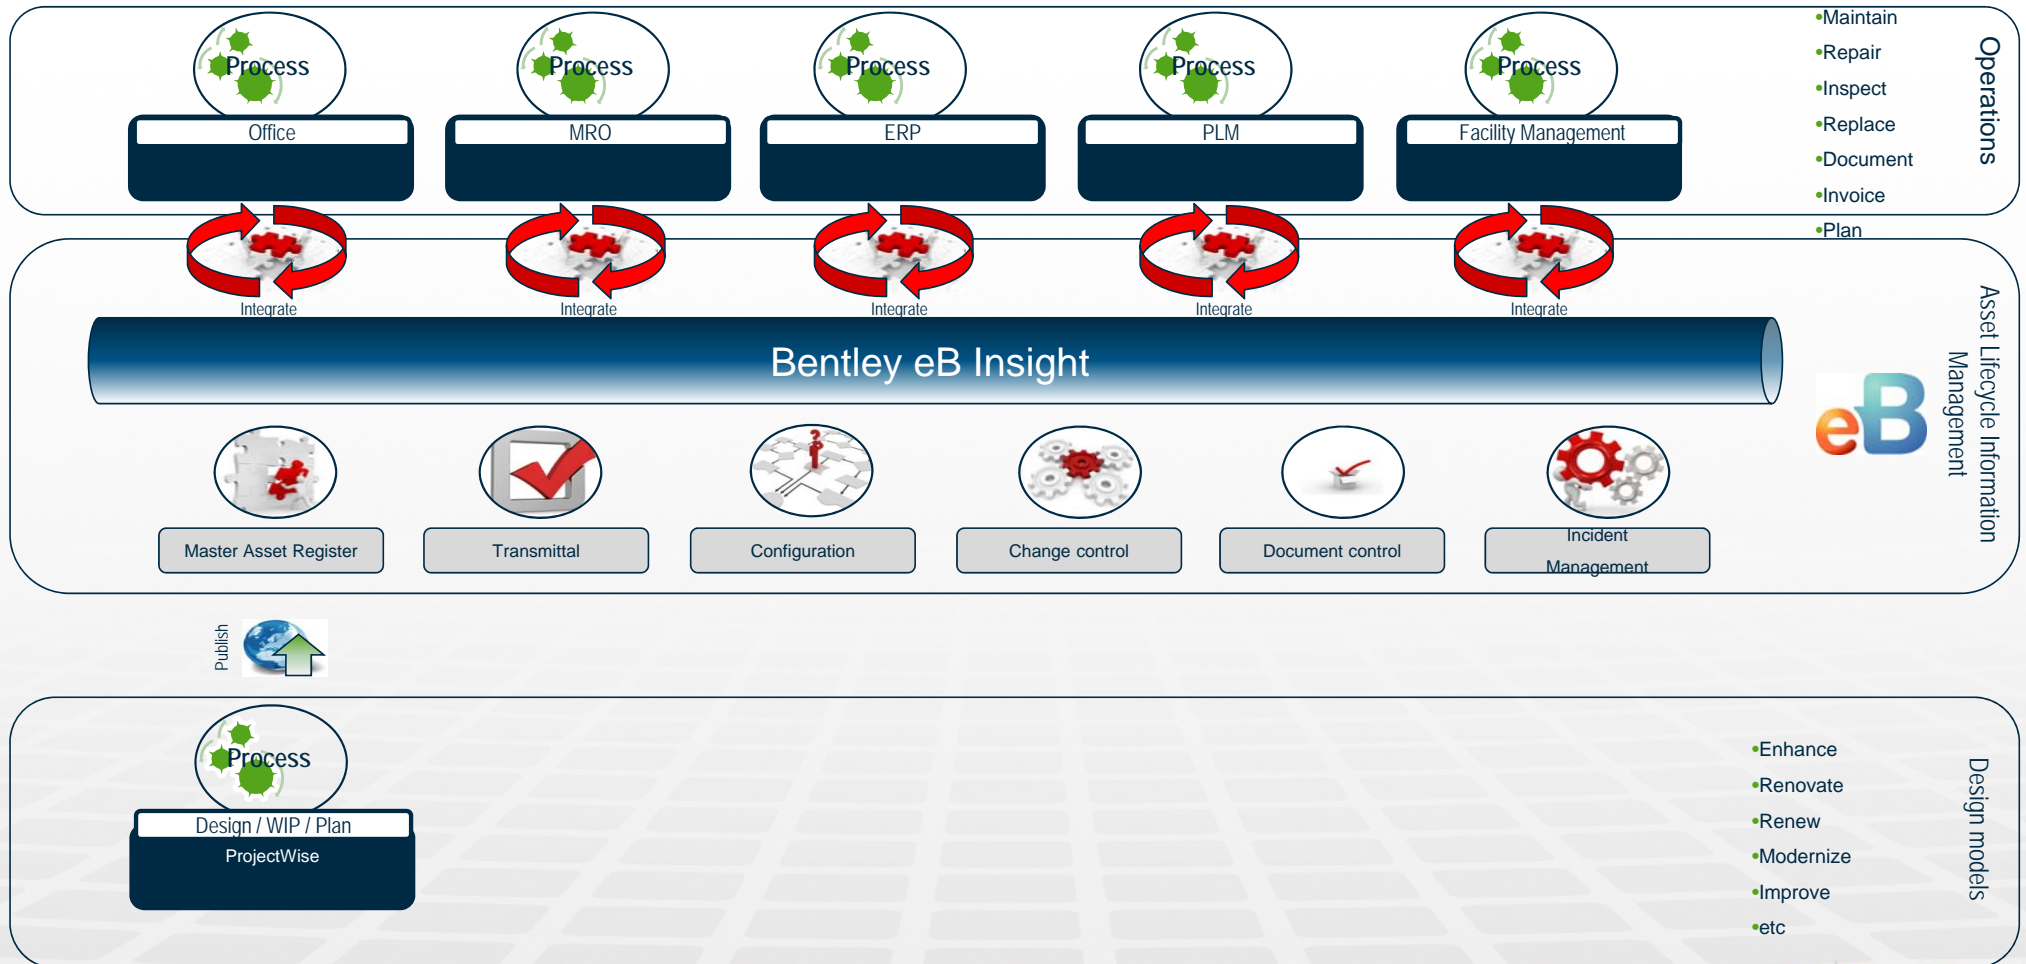 Process
Process
Process
Process
Process
Office
MRO
ERP
PLM
Facility Management
•Maintain
•Repair
•Inspect
•Replace
•Document
•Invoice
•Plan
Operations
Integrate
Integrate
Integrate
Integrate
Integrate
Bentley eB Insight
eB
Asset Lifecycle Information
Management
Master Asset Register
Transmittal
Configuration
Change control
Document control
Incident
Management
Publish
Process
Design / WIP / Plan
ProjectWise
•Enhance
•Renovate
•Renew
•Modernize
•Improve
•etc
Design models